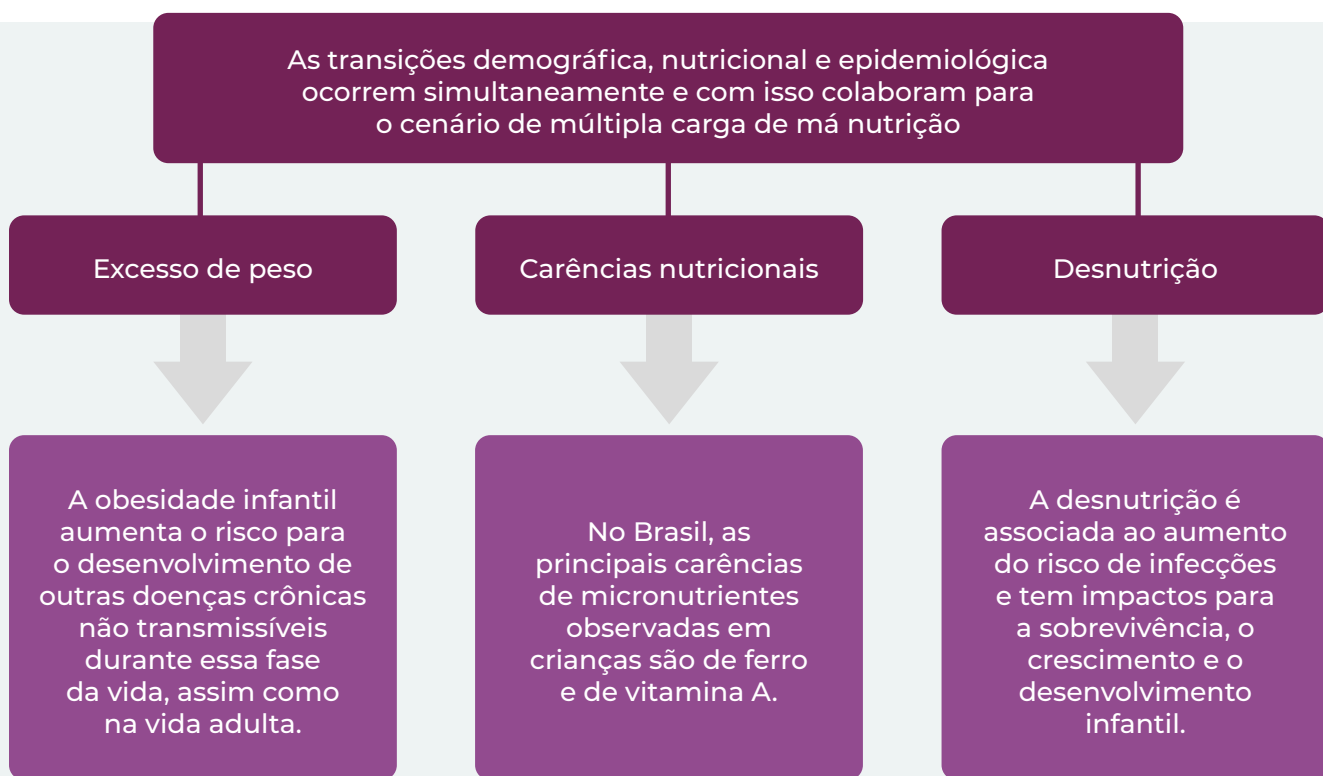 As transições demográfica, nutricional e epidemiológica
ocorrem simultaneamente e com isso colaboram para
o cenário de múltipla carga de má nutrição
Excesso de peso
Carências nutricionais
Desnutrição
A obesidade infantil
aumenta o risco para
o desenvolvimento de
outras doenças crônicas
não transmissíveis
durante essa fase
da vida, assim como
na vida adulta.
No Brasil, as
principais carências
de micronutrientes
observadas em
crianças são de ferro
e de vitamina A.
A desnutrição é
associada ao aumento
do risco de infecções
e tem impactos para
a sobrevivência, o
crescimento e o
desenvolvimento
infantil.